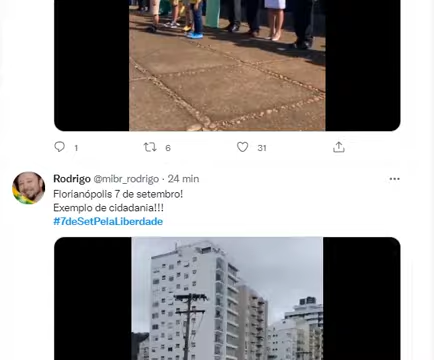 1 6 31
Rodrigo @mibr_rodrigo · 24 min
Florianópolis 7 de setembro!
Exemplo de cidadania!!!
#7deSetPelaLiberdade